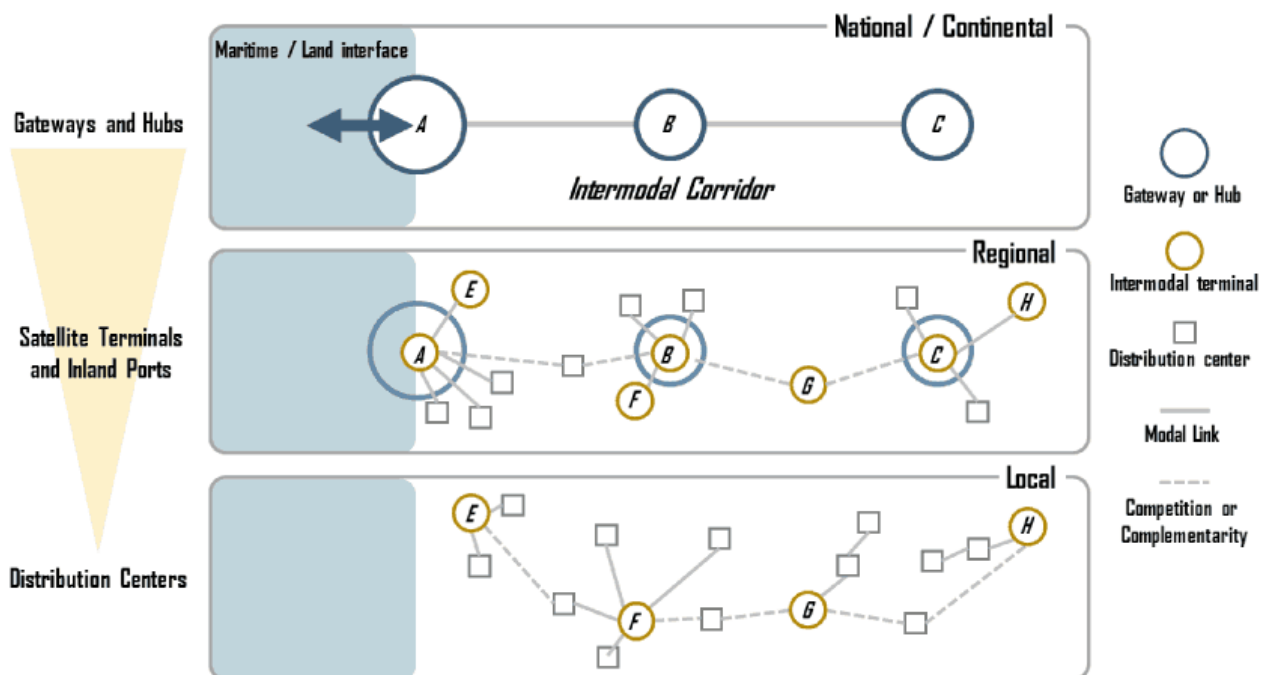 National / Continental
Maritime / Land interface
A
B
C
Intermodal Corridor
Gateways and Hubs
Satellite Terminals
and Inland Ports
Distribution Centers
Regional
E
H
A
B
C
F
G
Local
E
H
F
G
Gateway or Hub
Intermodal terminal
Distribution center
Modal Link
Competition or
Complementarity